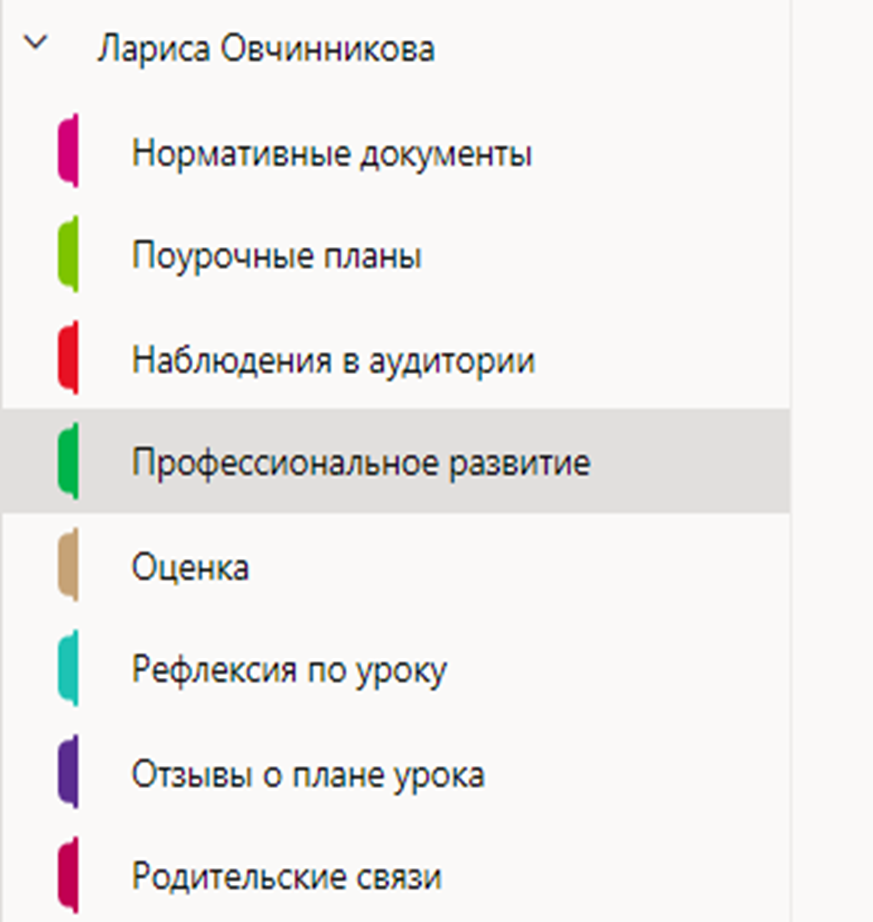 Лариса Овчинникова
Нормативные документы
Поурочные планы
Наблюдения в аудитории
Профессиональное развитие
Оценка
Рефлексия по уроку
Отзывы о плане урока
Родительские связи